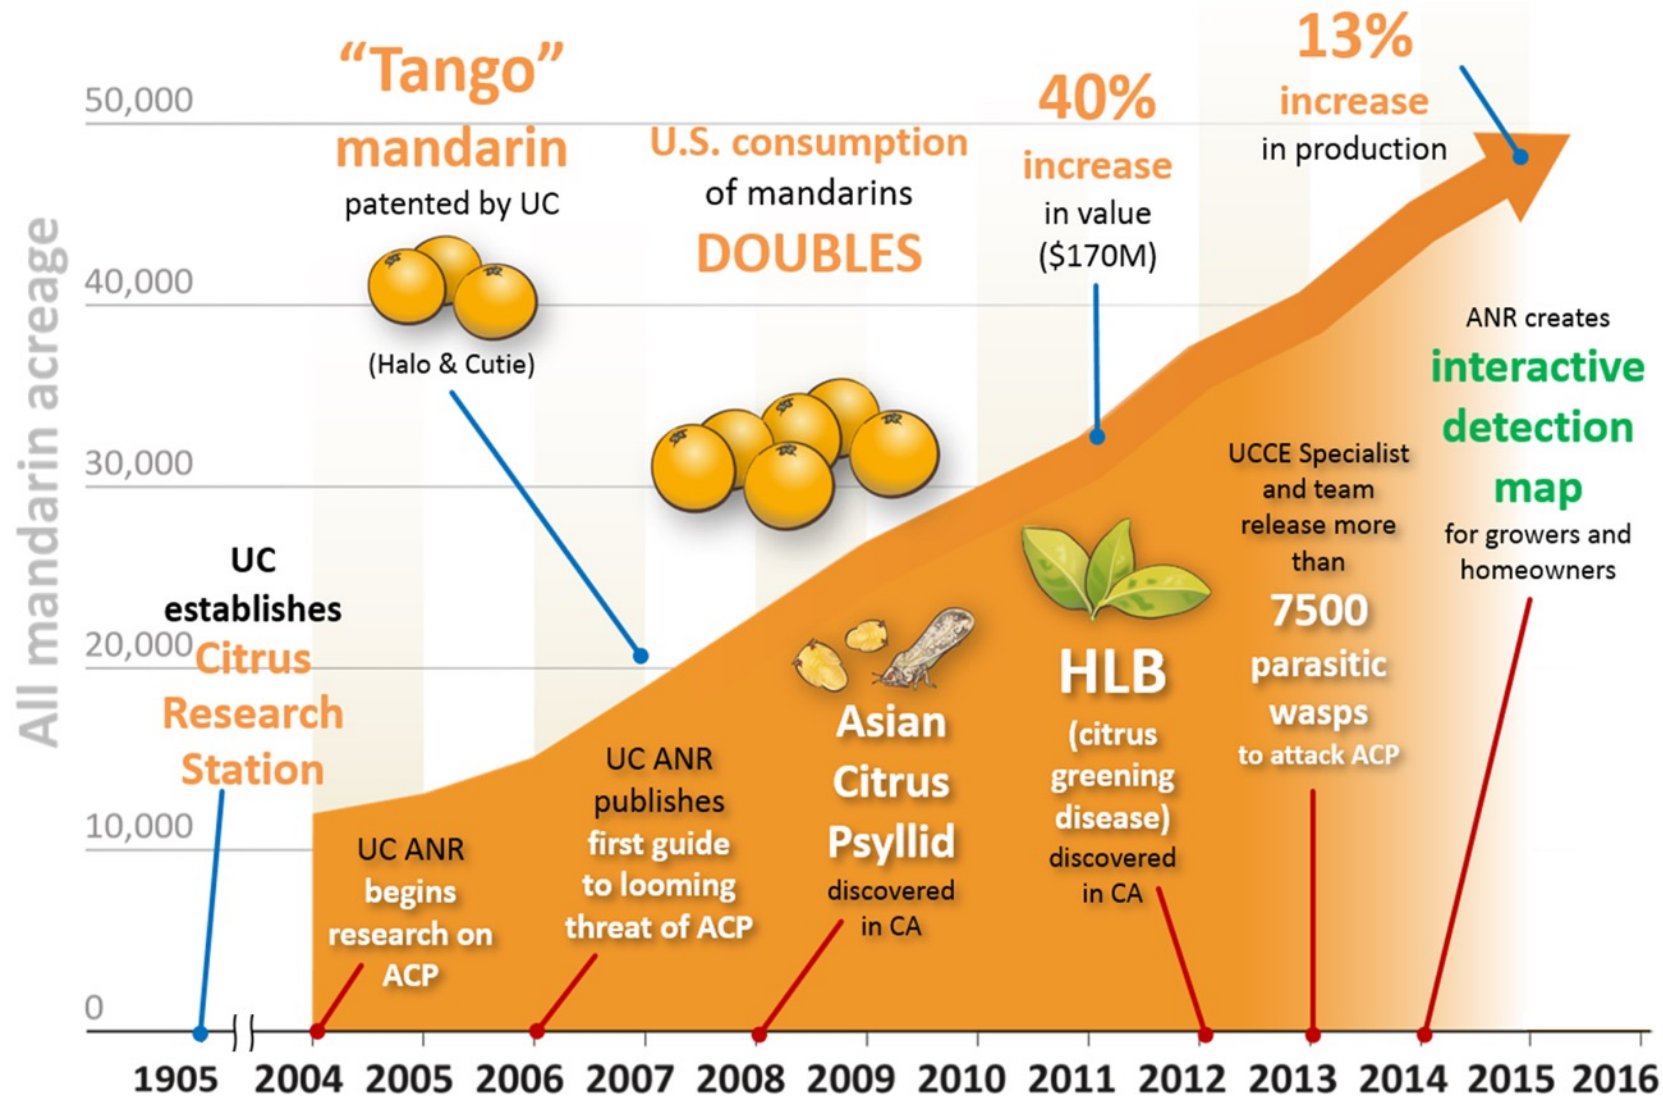 All mandarin acreage
50,000
40,000
30,000
20,000
10,000
0
UC
establishes
Citrus
Research
Station
“Tango”
mandarin
patented by UC
(Halo & Cutie)
U.S. consumption
of mandarins
DOUBLES
40%
increase
in value
($170M)
13%
increase
in production
UC ANR
begins
research on
ACP
UC ANR
publishes
first guide
to looming
threat of ACP
Asian
Citrus
Psyllid
discovered
in CA
HLB
(citrus
greening
disease)
discovered
in CA
UCCE Specialist
and team
release more
than
7500
parasitic
wasps
to attack ACP
ANR creates
interactive
detection
map
for growers and
homeowners
1905 2004 2005 2006 2007 2008 2009 2010 2011 2012 2013 2014 2015 2016